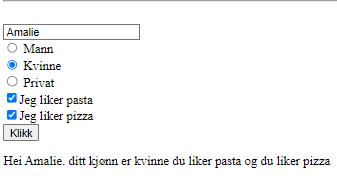 Amalie
Mann
Kvinne
Privat
Jeg liker pasta
Jeg liker pizza
Klikk
Hei Amalie. ditt kjønn er kvinne du liker pasta og du liker pizza